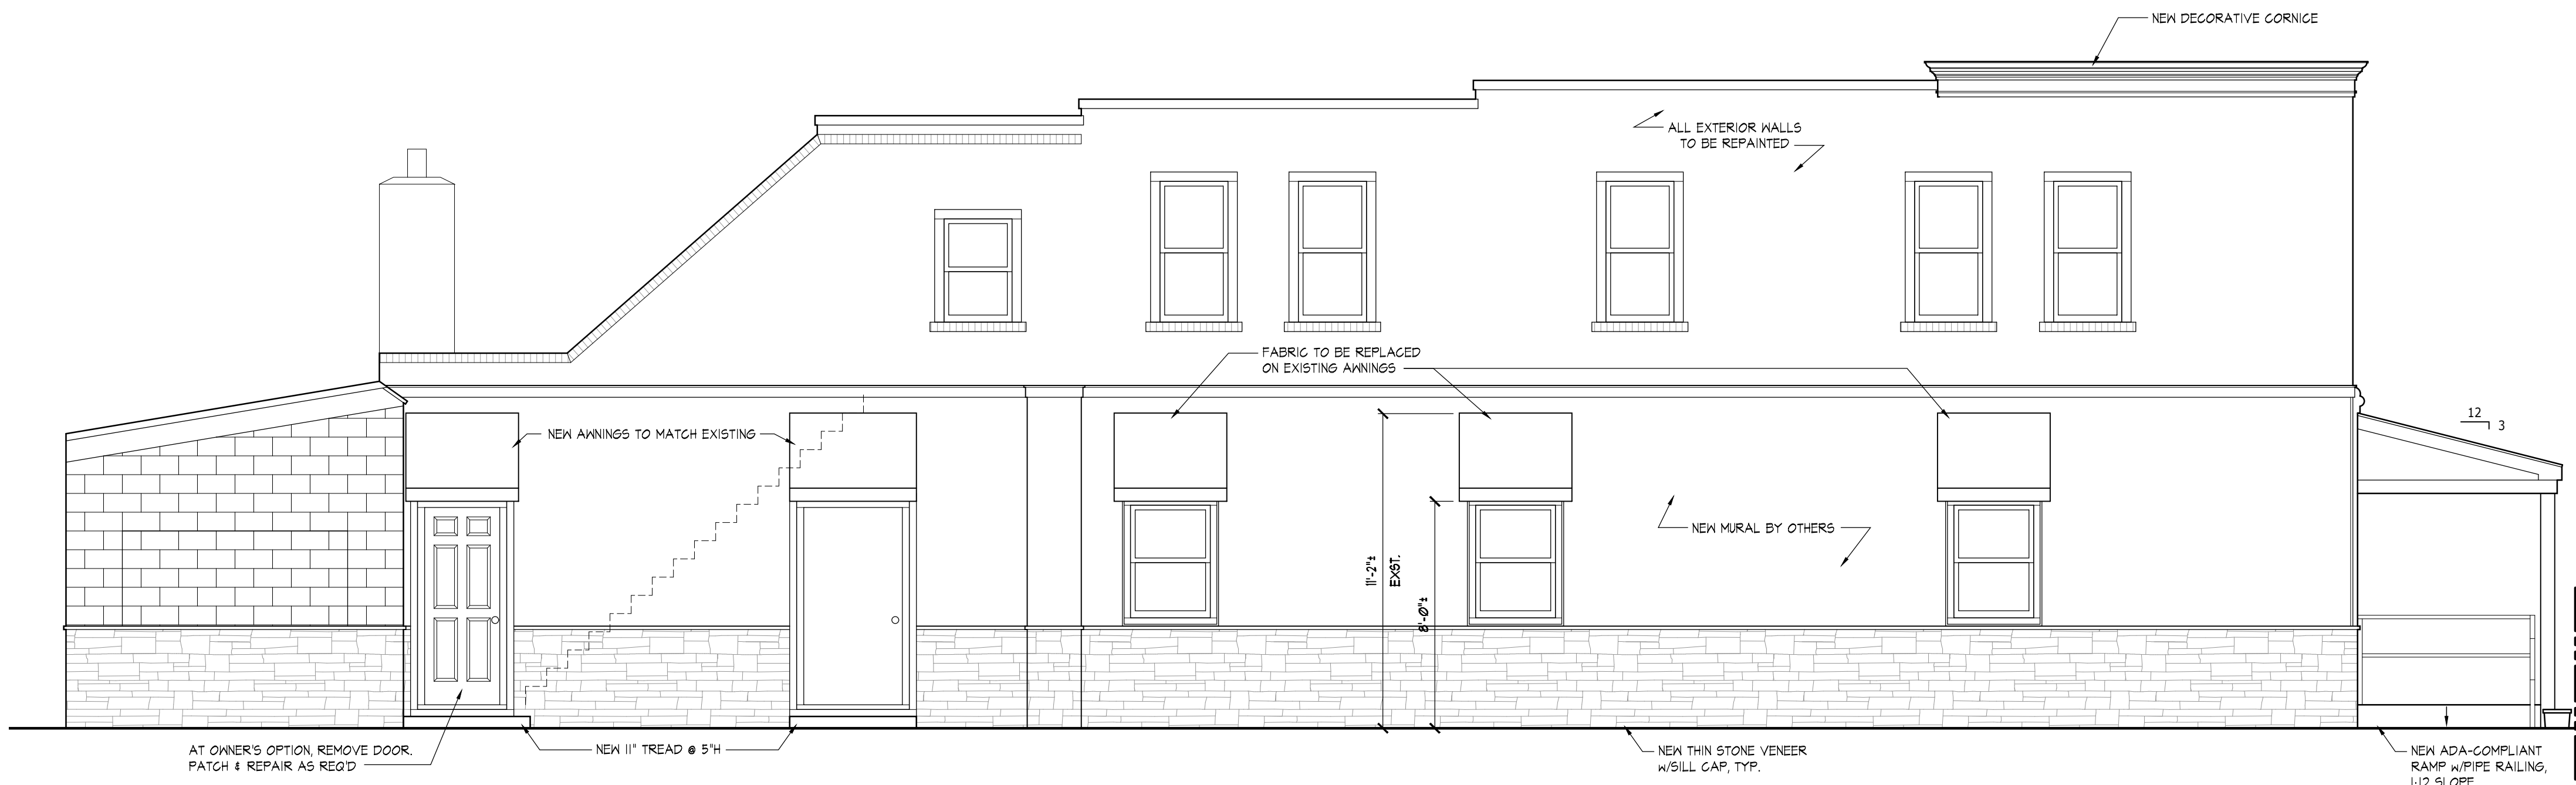 NEW DECORATIVE CORNICE
ALL EXTERIOR WALLS
TO BE REPAINTED
FABRIC TO BE REPLACED
ON EXISTING AWNINGS
12
3
NEW AWNINGS TO MATCH EXISTING
NEW MURAL BY OTHERS
11'-2"±
EXST.
8'-0"±
AT OWNER'S OPTION, REMOVE DOOR.
PATCH & REPAIR AS REQ'D
NEW 11" TREAD @ 5"H
NEW THIN STONE VENEER
W/SILL CAP, TYP.
NEW ADA-COMPLIANT
RAMP W/PIPE RAILING,
1:12 SLOPE